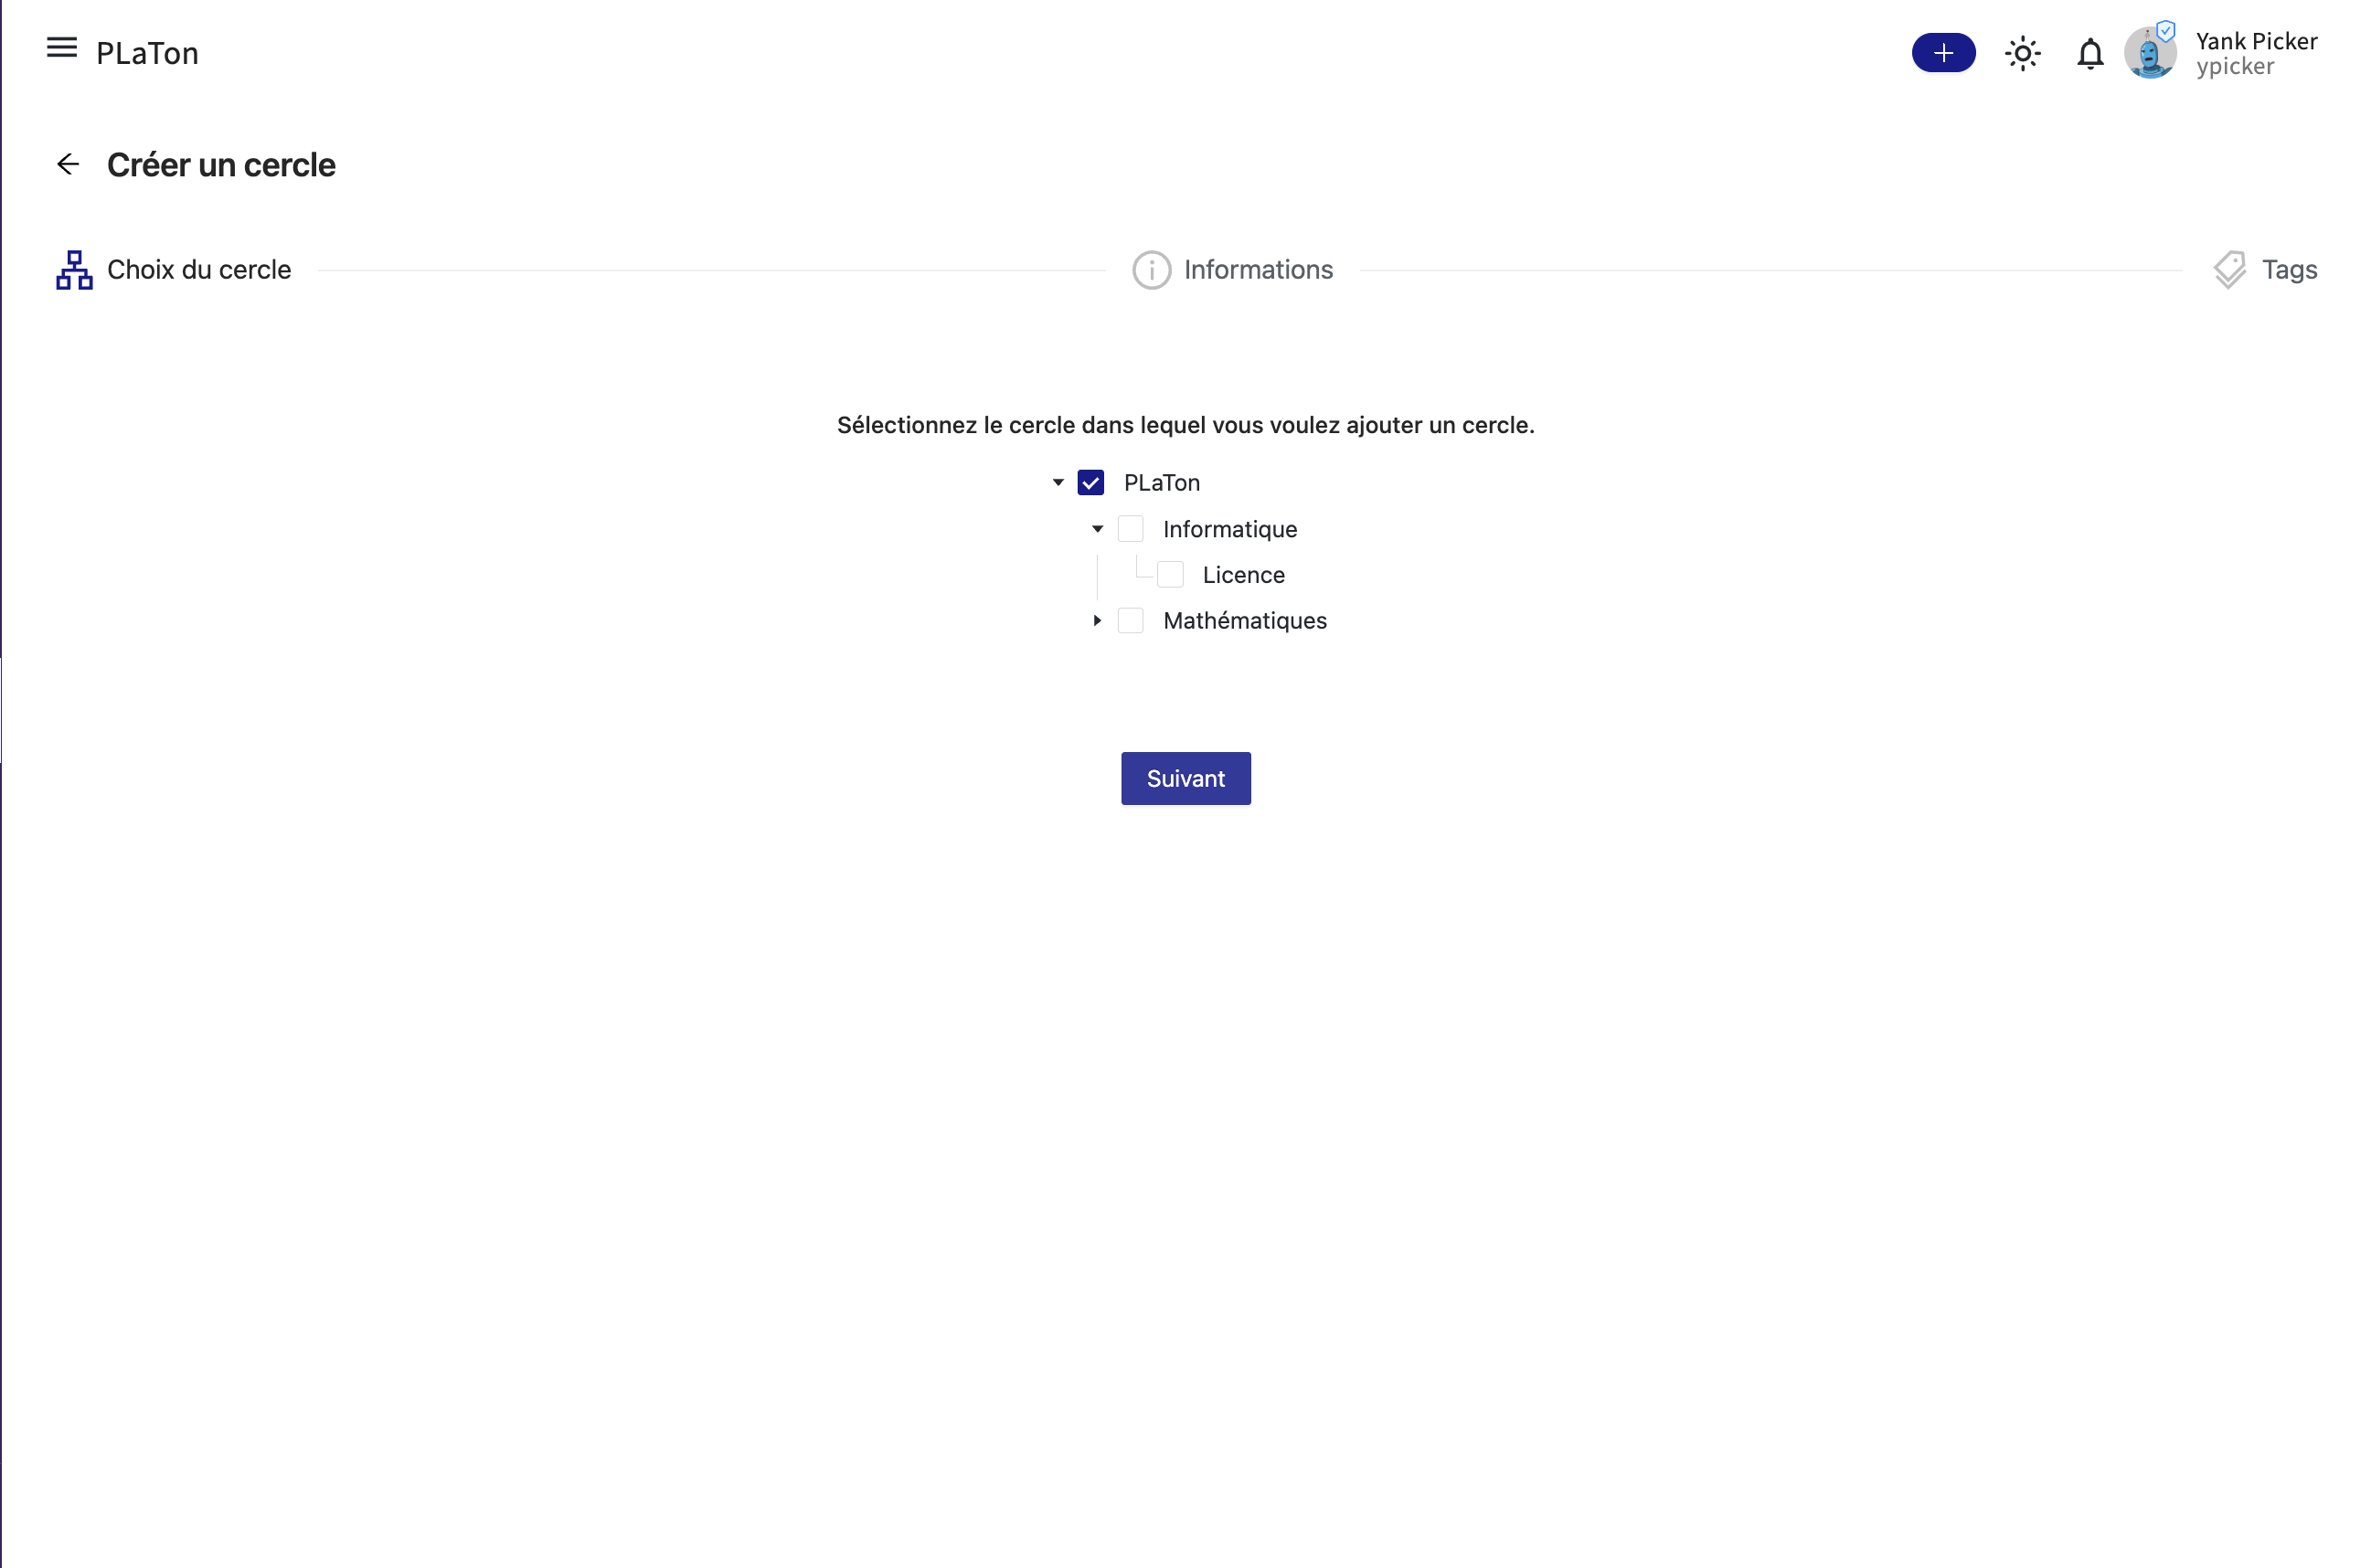 PLaTon
Yank Picker
ypicker
Créer un cercle
Choix du cercle
Informations
Tags
Sélectionnez le cercle dans lequel vous voulez ajouter un cercle.
PLaTon
Informatique
Licence
Mathématiques
Suivant